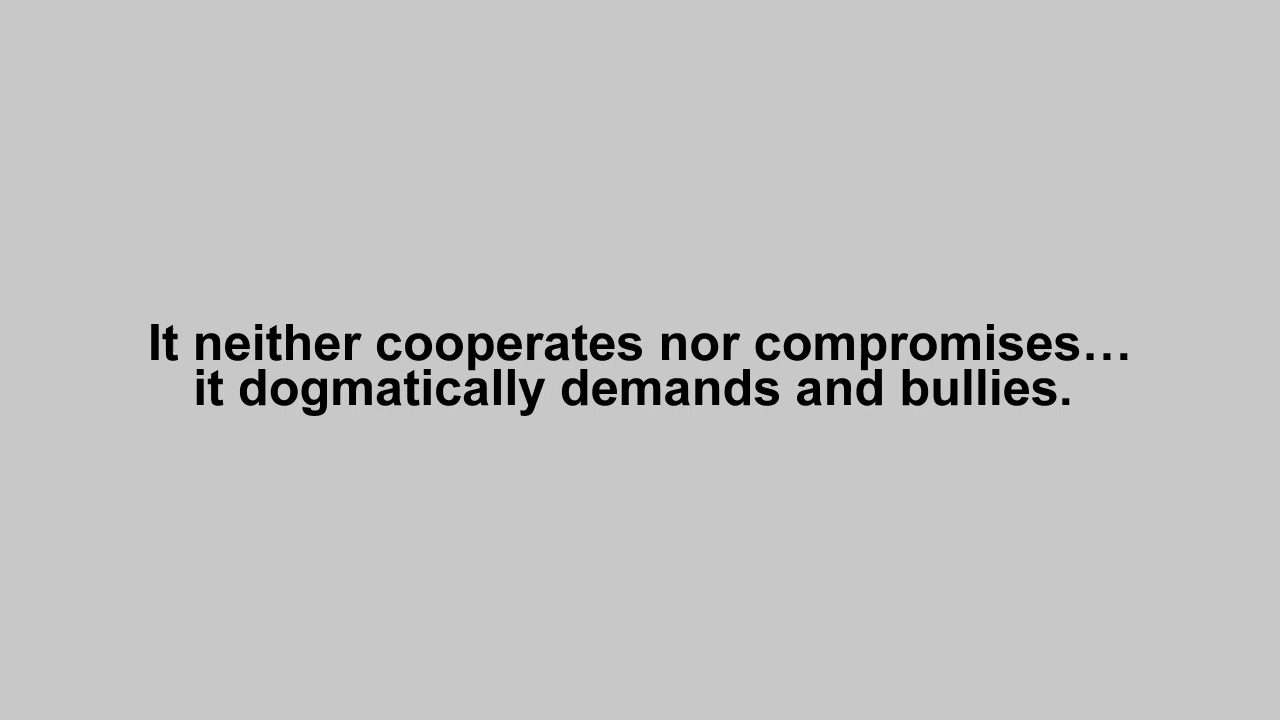 It neither cooperates nor compromises…
it dogmatically demands and bullies.